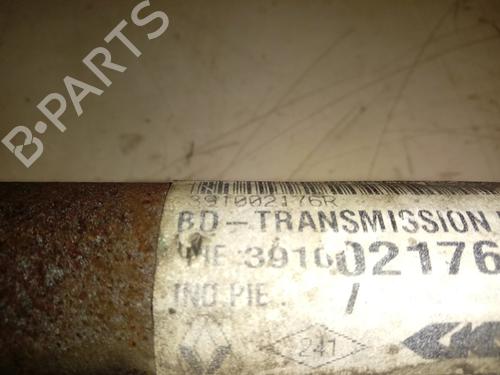 B-PARTS
391002176R
BD-TRANSMISSION
PIE :391002176
IND.PIE . /
241